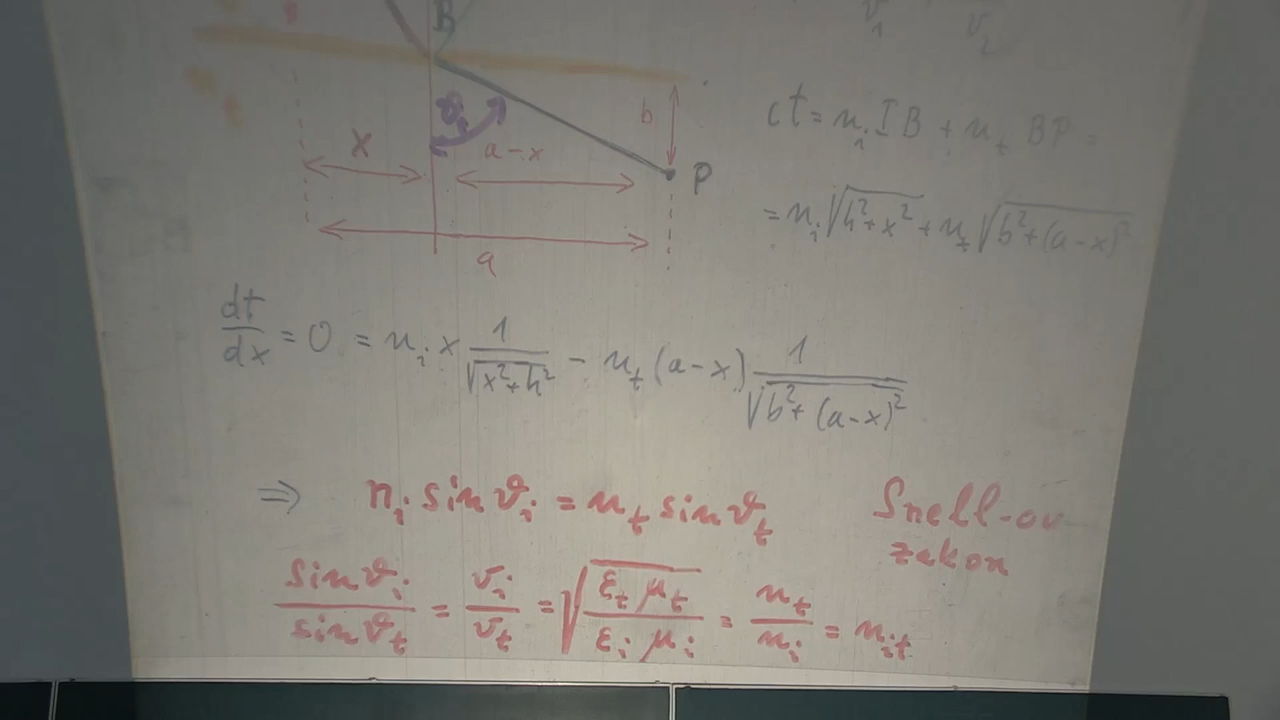 B
v₁ v₂
ϑ
b
ct = n_i IB + n_t BP =
x
a-x
P
= n_i √(h²+x²) + n_t √(b²+(a-x)²)
a
dt/dx = 0 = n_i x 1/√(x²+h²) - n_t (a-x) 1/√(b²+(a-x)²)
⇒ n_i sin ϑ_i = n_t sin ϑ_t Snell-ov
zakon
sin ϑ_i / sin ϑ_t = v_i / v_t = √(ε_t μ_t / ε_i μ_i) = n_t / n_i = n_it